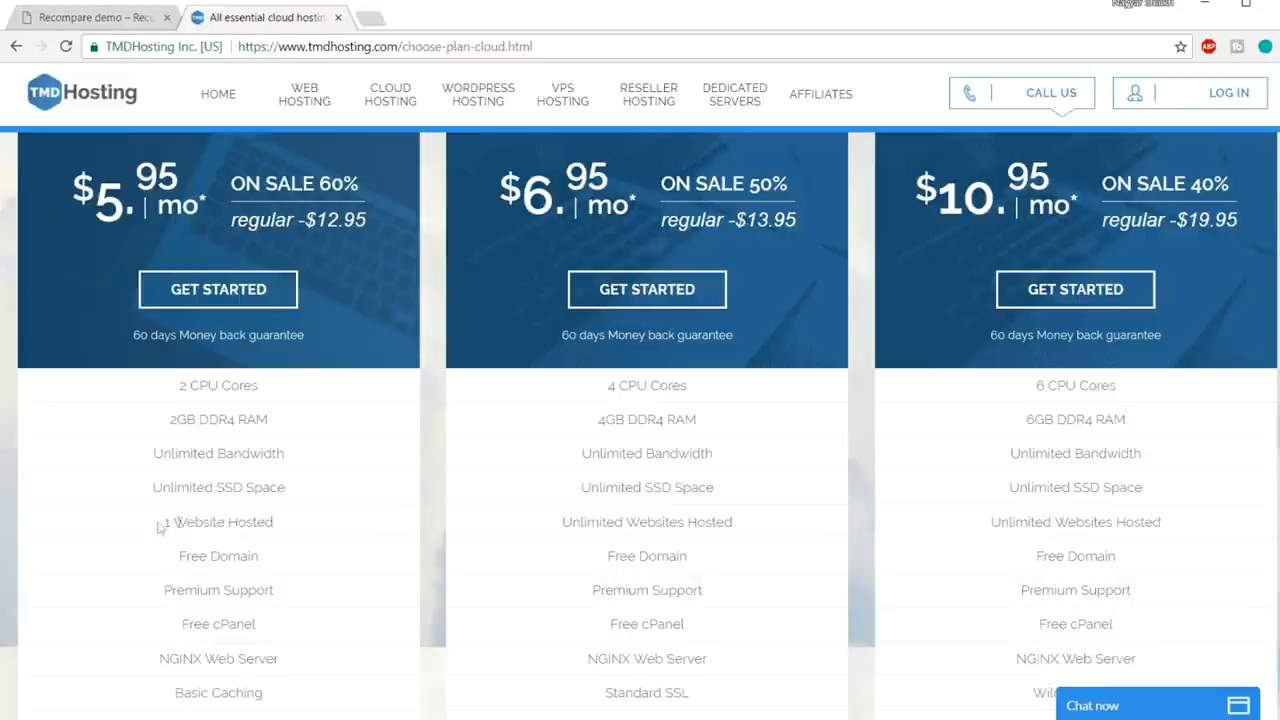 Recompare demo – Recu
All essential cloud hostin
TMDHosting Inc. [US]
https://www.tmdhosting.com/choose-plan-cloud.html
ABP
TMD Hosting
HOME
WEB HOSTING
CLOUD HOSTING
WORDPRESS HOSTING
VPS HOSTING
RESELLER HOSTING
DEDICATED SERVERS
AFFILIATES
CALL US
LOG IN
$5.95 | mo*
ON SALE 60%
regular -$12.95
GET STARTED
60 days Money back guarantee
2 CPU Cores
2GB DDR4 RAM
Unlimited Bandwidth
Unlimited SSD Space
1 Website Hosted
Free Domain
Premium Support
Free cPanel
NGINX Web Server
Basic Caching
$6.95 | mo*
ON SALE 50%
regular -$13.95
GET STARTED
60 days Money back guarantee
4 CPU Cores
4GB DDR4 RAM
Unlimited Bandwidth
Unlimited SSD Space
Unlimited Websites Hosted
Free Domain
Premium Support
Free cPanel
NGINX Web Server
Standard SSL
$10.95 | mo*
ON SALE 40%
regular -$19.95
GET STARTED
60 days Money back guarantee
6 CPU Cores
6GB DDR4 RAM
Unlimited Bandwidth
Unlimited SSD Space
Unlimited Websites Hosted
Free Domain
Premium Support
Free cPanel
NGINX Web Server
Chat now